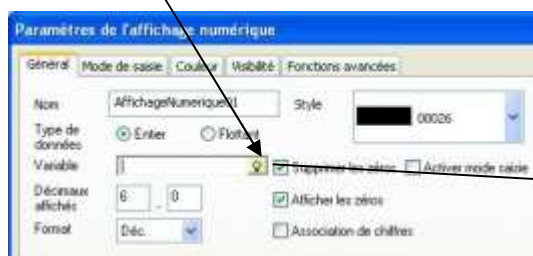 Paramètres de l'affichage numérique
Général Mode de saisie Couleur Visibilité Fonctions avancées
Nom AffichageNumerique01 Style 00026
Type de données Entier Flottant
Variable Supprimer les zéros Activer mode saisie
Décimaux affichés 6 . 0 Afficher les zéros
Format Déc. Association de chiffres